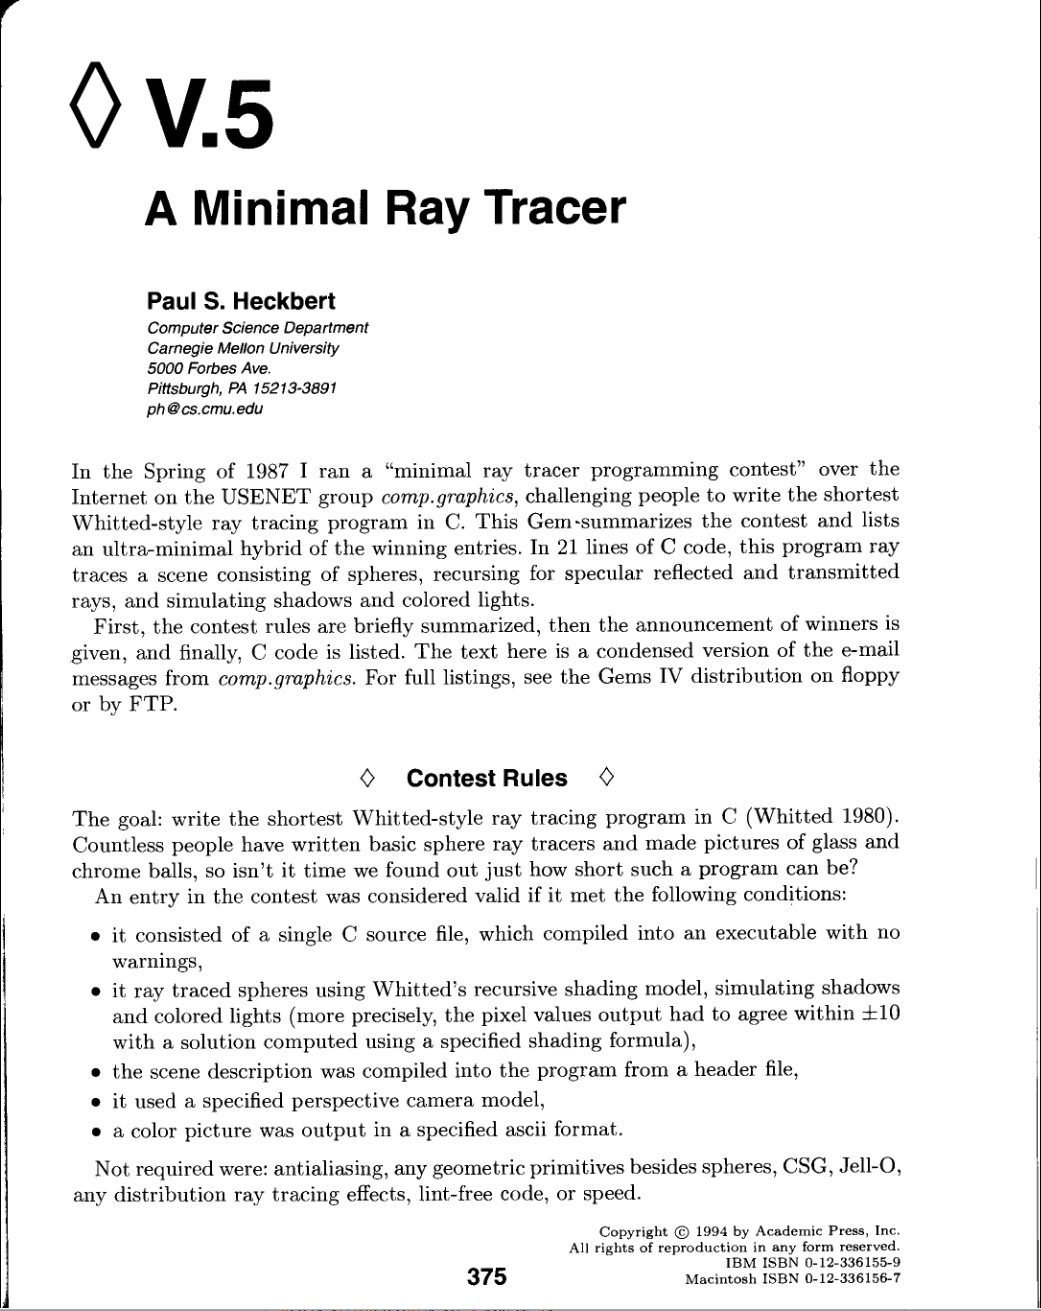 ◊ V.5
A Minimal Ray Tracer
Paul S. Heckbert
Computer Science Department
Carnegie Mellon University
5000 Forbes Ave.
Pittsburgh, PA 15213-3891
ph@cs.cmu.edu
In the Spring of 1987 I ran a “minimal ray tracer programming contest” over the
Internet on the USENET group comp.graphics, challenging people to write the shortest
Whitted-style ray tracing program in C. This Gem summarizes the contest and lists
an ultra-minimal hybrid of the winning entries. In 21 lines of C code, this program ray
traces a scene consisting of spheres, recursing for specular reflected and transmitted
rays, and simulating shadows and colored lights.
First, the contest rules are briefly summarized, then the announcement of winners is
given, and finally, C code is listed. The text here is a condensed version of the e-mail
messages from comp.graphics. For full listings, see the Gems IV distribution on floppy
or by FTP.
◊ Contest Rules ◊
The goal: write the shortest Whitted-style ray tracing program in C (Whitted 1980).
Countless people have written basic sphere ray tracers and made pictures of glass and
chrome balls, so isn't it time we found out just how short such a program can be?
An entry in the contest was considered valid if it met the following conditions:
• it consisted of a single C source file, which compiled into an executable with no
warnings,
• it ray traced spheres using Whitted's recursive shading model, simulating shadows
and colored lights (more precisely, the pixel values output had to agree within ±10
with a solution computed using a specified shading formula),
• the scene description was compiled into the program from a header file,
• it used a specified perspective camera model,
• a color picture was output in a specified ascii format.
Not required were: antialiasing, any geometric primitives besides spheres, CSG, Jell-O,
any distribution ray tracing effects, lint-free code, or speed.
Copyright © 1994 by Academic Press, Inc.
All rights of reproduction in any form reserved.
IBM ISBN 0-12-336155-9
Macintosh ISBN 0-12-336156-7
375